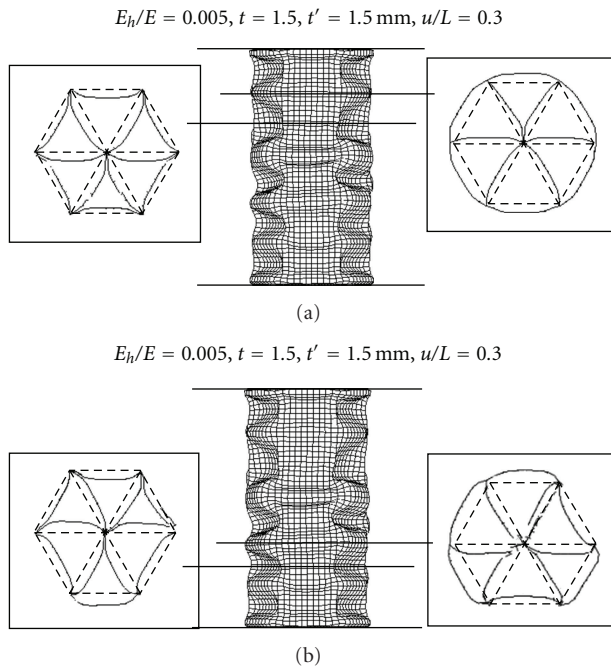 E_h/E = 0.005, t = 1.5, t′ = 1.5 mm, u/L = 0.3
(a)
E_h/E = 0.005, t = 1.5, t′ = 1.5 mm, u/L = 0.3
(b)